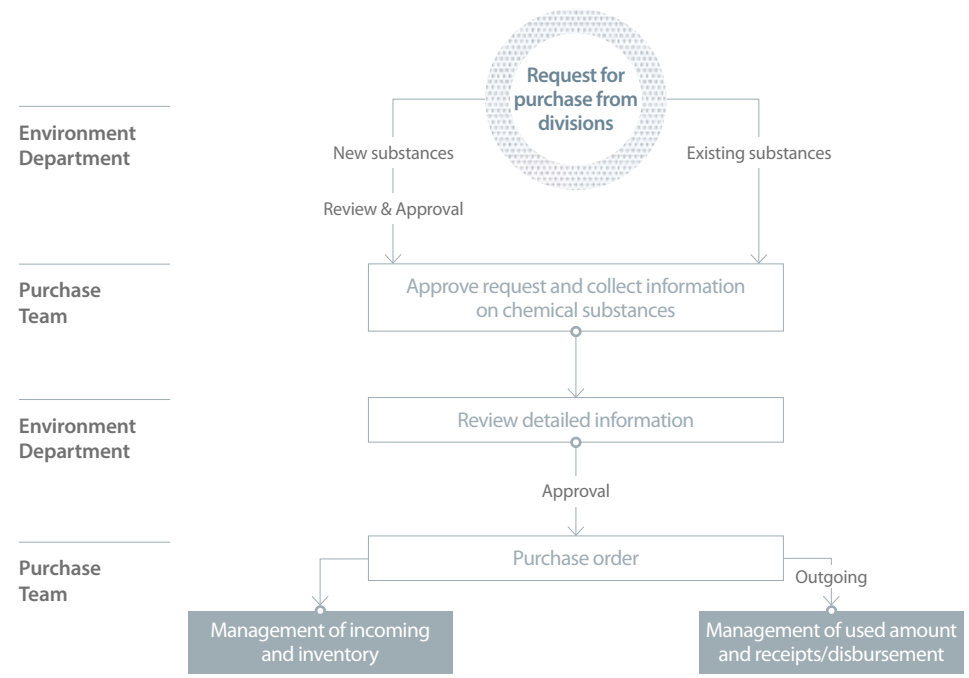 Request for
purchase from
divisions
Environment
Department
New substances
Existing substances
Review & Approval
Purchase
Team
Approve request and collect information
on chemical substances
Environment
Department
Review detailed information
Approval
Purchase
Team
Purchase order
Outgoing
Management of incoming
and inventory
Management of used amount
and receipts/disbursement